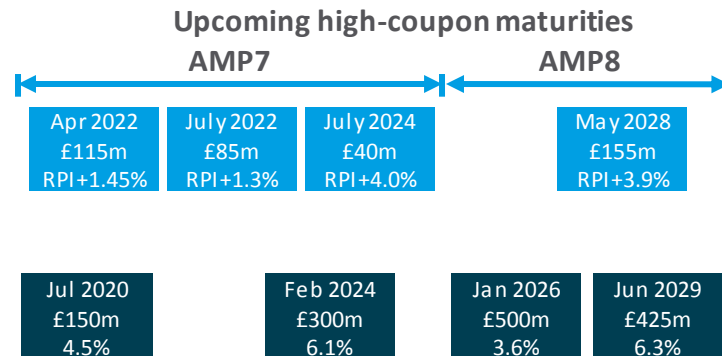 Upcoming high-coupon maturities
AMP7 AMP8
Apr 2022 July 2022 July 2024 May 2028
£115m £85m £40m £155m
RPI+1.45% RPI+1.3% RPI+4.0% RPI+3.9%
Jul 2020 Feb 2024 Jan 2026 Jun 2029
£150m £300m £500m £425m
4.5% 6.1% 3.6% 6.3%